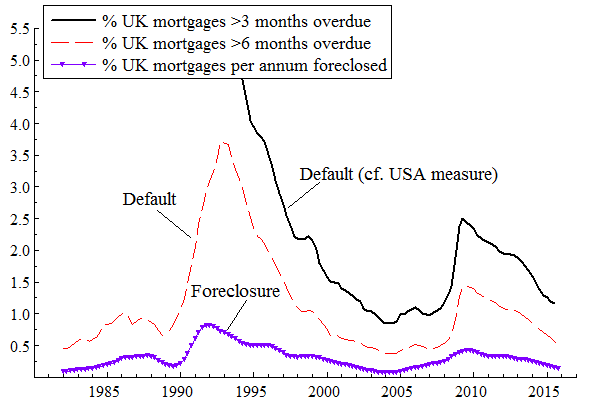 % UK mortgages >3 months overdue
% UK mortgages >6 months overdue
% UK mortgages per annum foreclosed
5.5
5.0
4.5
4.0
3.5
3.0
2.5
2.0
1.5
1.0
0.5
Default (cf. USA measure)
Default
Foreclosure
1985 1990 1995 2000 2005 2010 2015